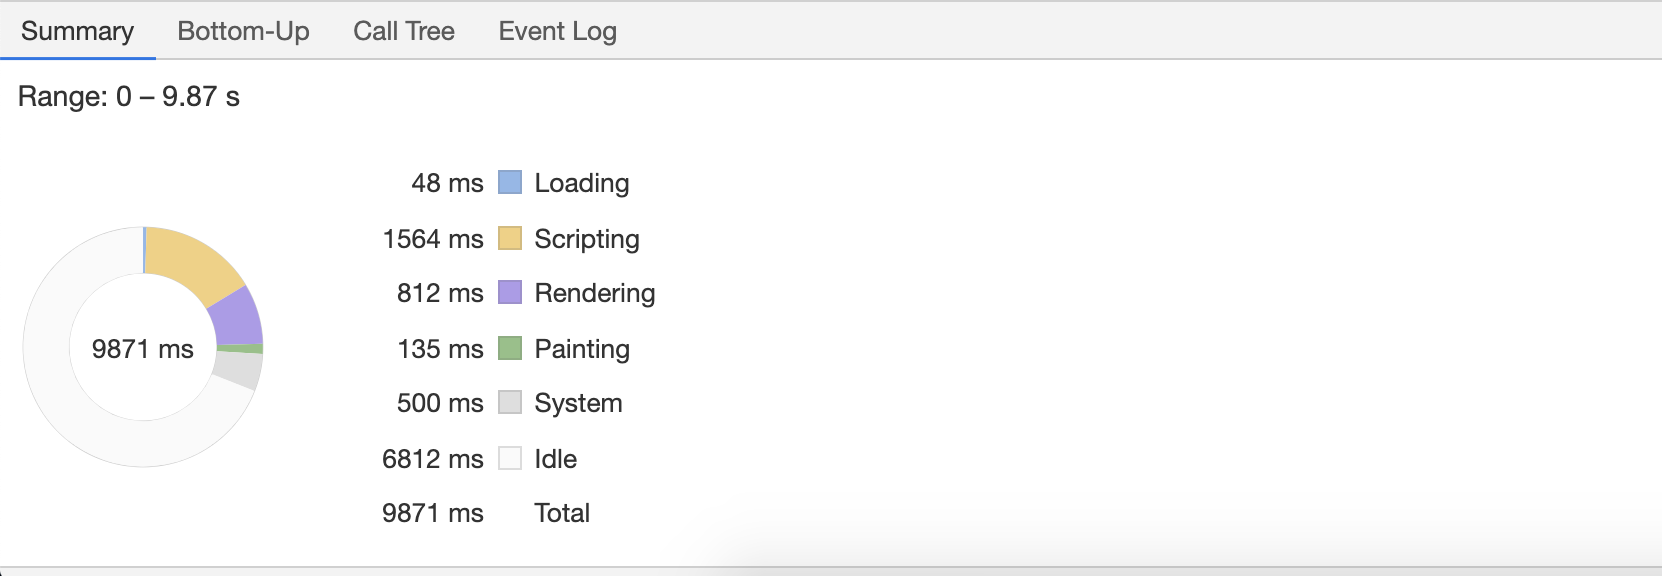 Summary Bottom-Up Call Tree Event Log
Range: 0 – 9.87 s
48 ms Loading
1564 ms Scripting
812 ms Rendering
9871 ms
135 ms Painting
500 ms System
6812 ms Idle
9871 ms Total